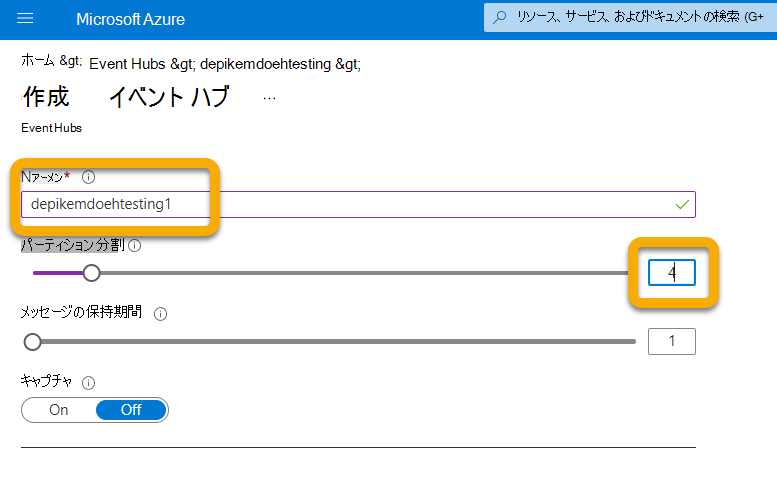 Microsoft Azure
リソース、サービス、およびドキュメントの検索 (G+
ホーム &gt; Event Hubs &gt; depikemdoehtesting &gt;
作成 イベント ハブ ...
Event Hubs
Nアーメン*
depikemdoehtesting1
パーティション分割
4
メッセージの保持期間
1
キャプチャ
On Off